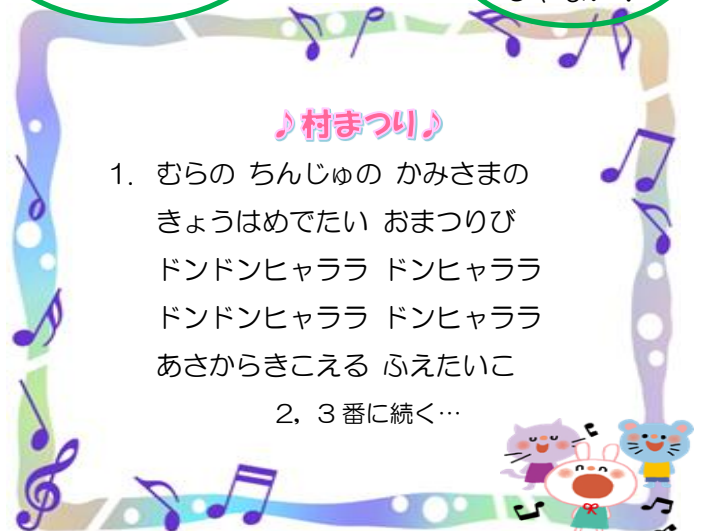 ♪村まつり♪
1. むらの ちんじゅの かみさまの
きょうはめでたい おまつりび
ドンドンヒャララ ドンヒャララ
ドンドンヒャララ ドンヒャララ
あさからきこえる ふえたいこ
2，3番に続く…